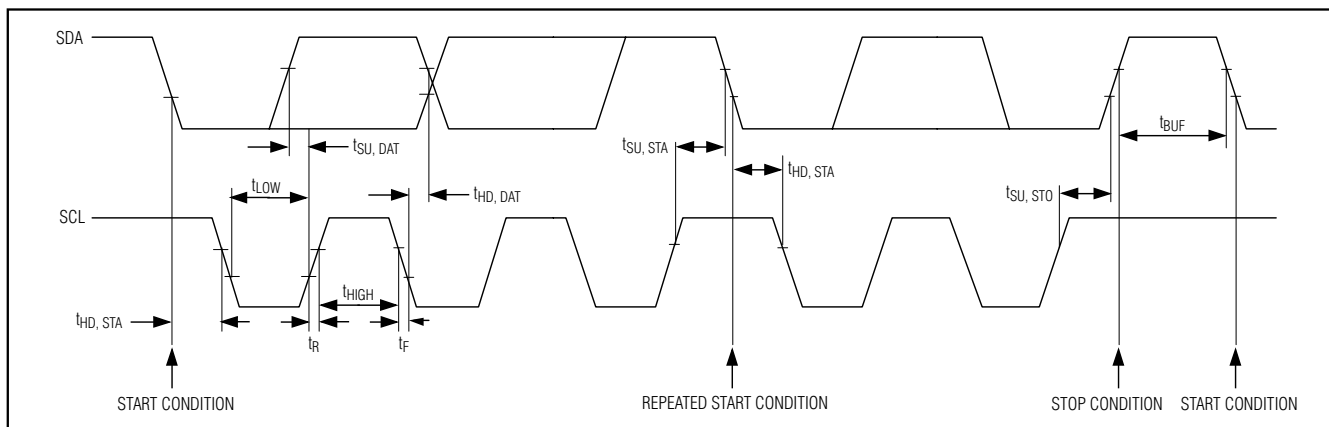 SDA
tSU, DAT
tSU, STA
tBUF
tLOW
tHD, DAT
tHD, STA
tSU, STO
SCL
tHIGH
tHD, STA
tR
tF
START CONDITION
REPEATED START CONDITION
STOP CONDITION
START CONDITION